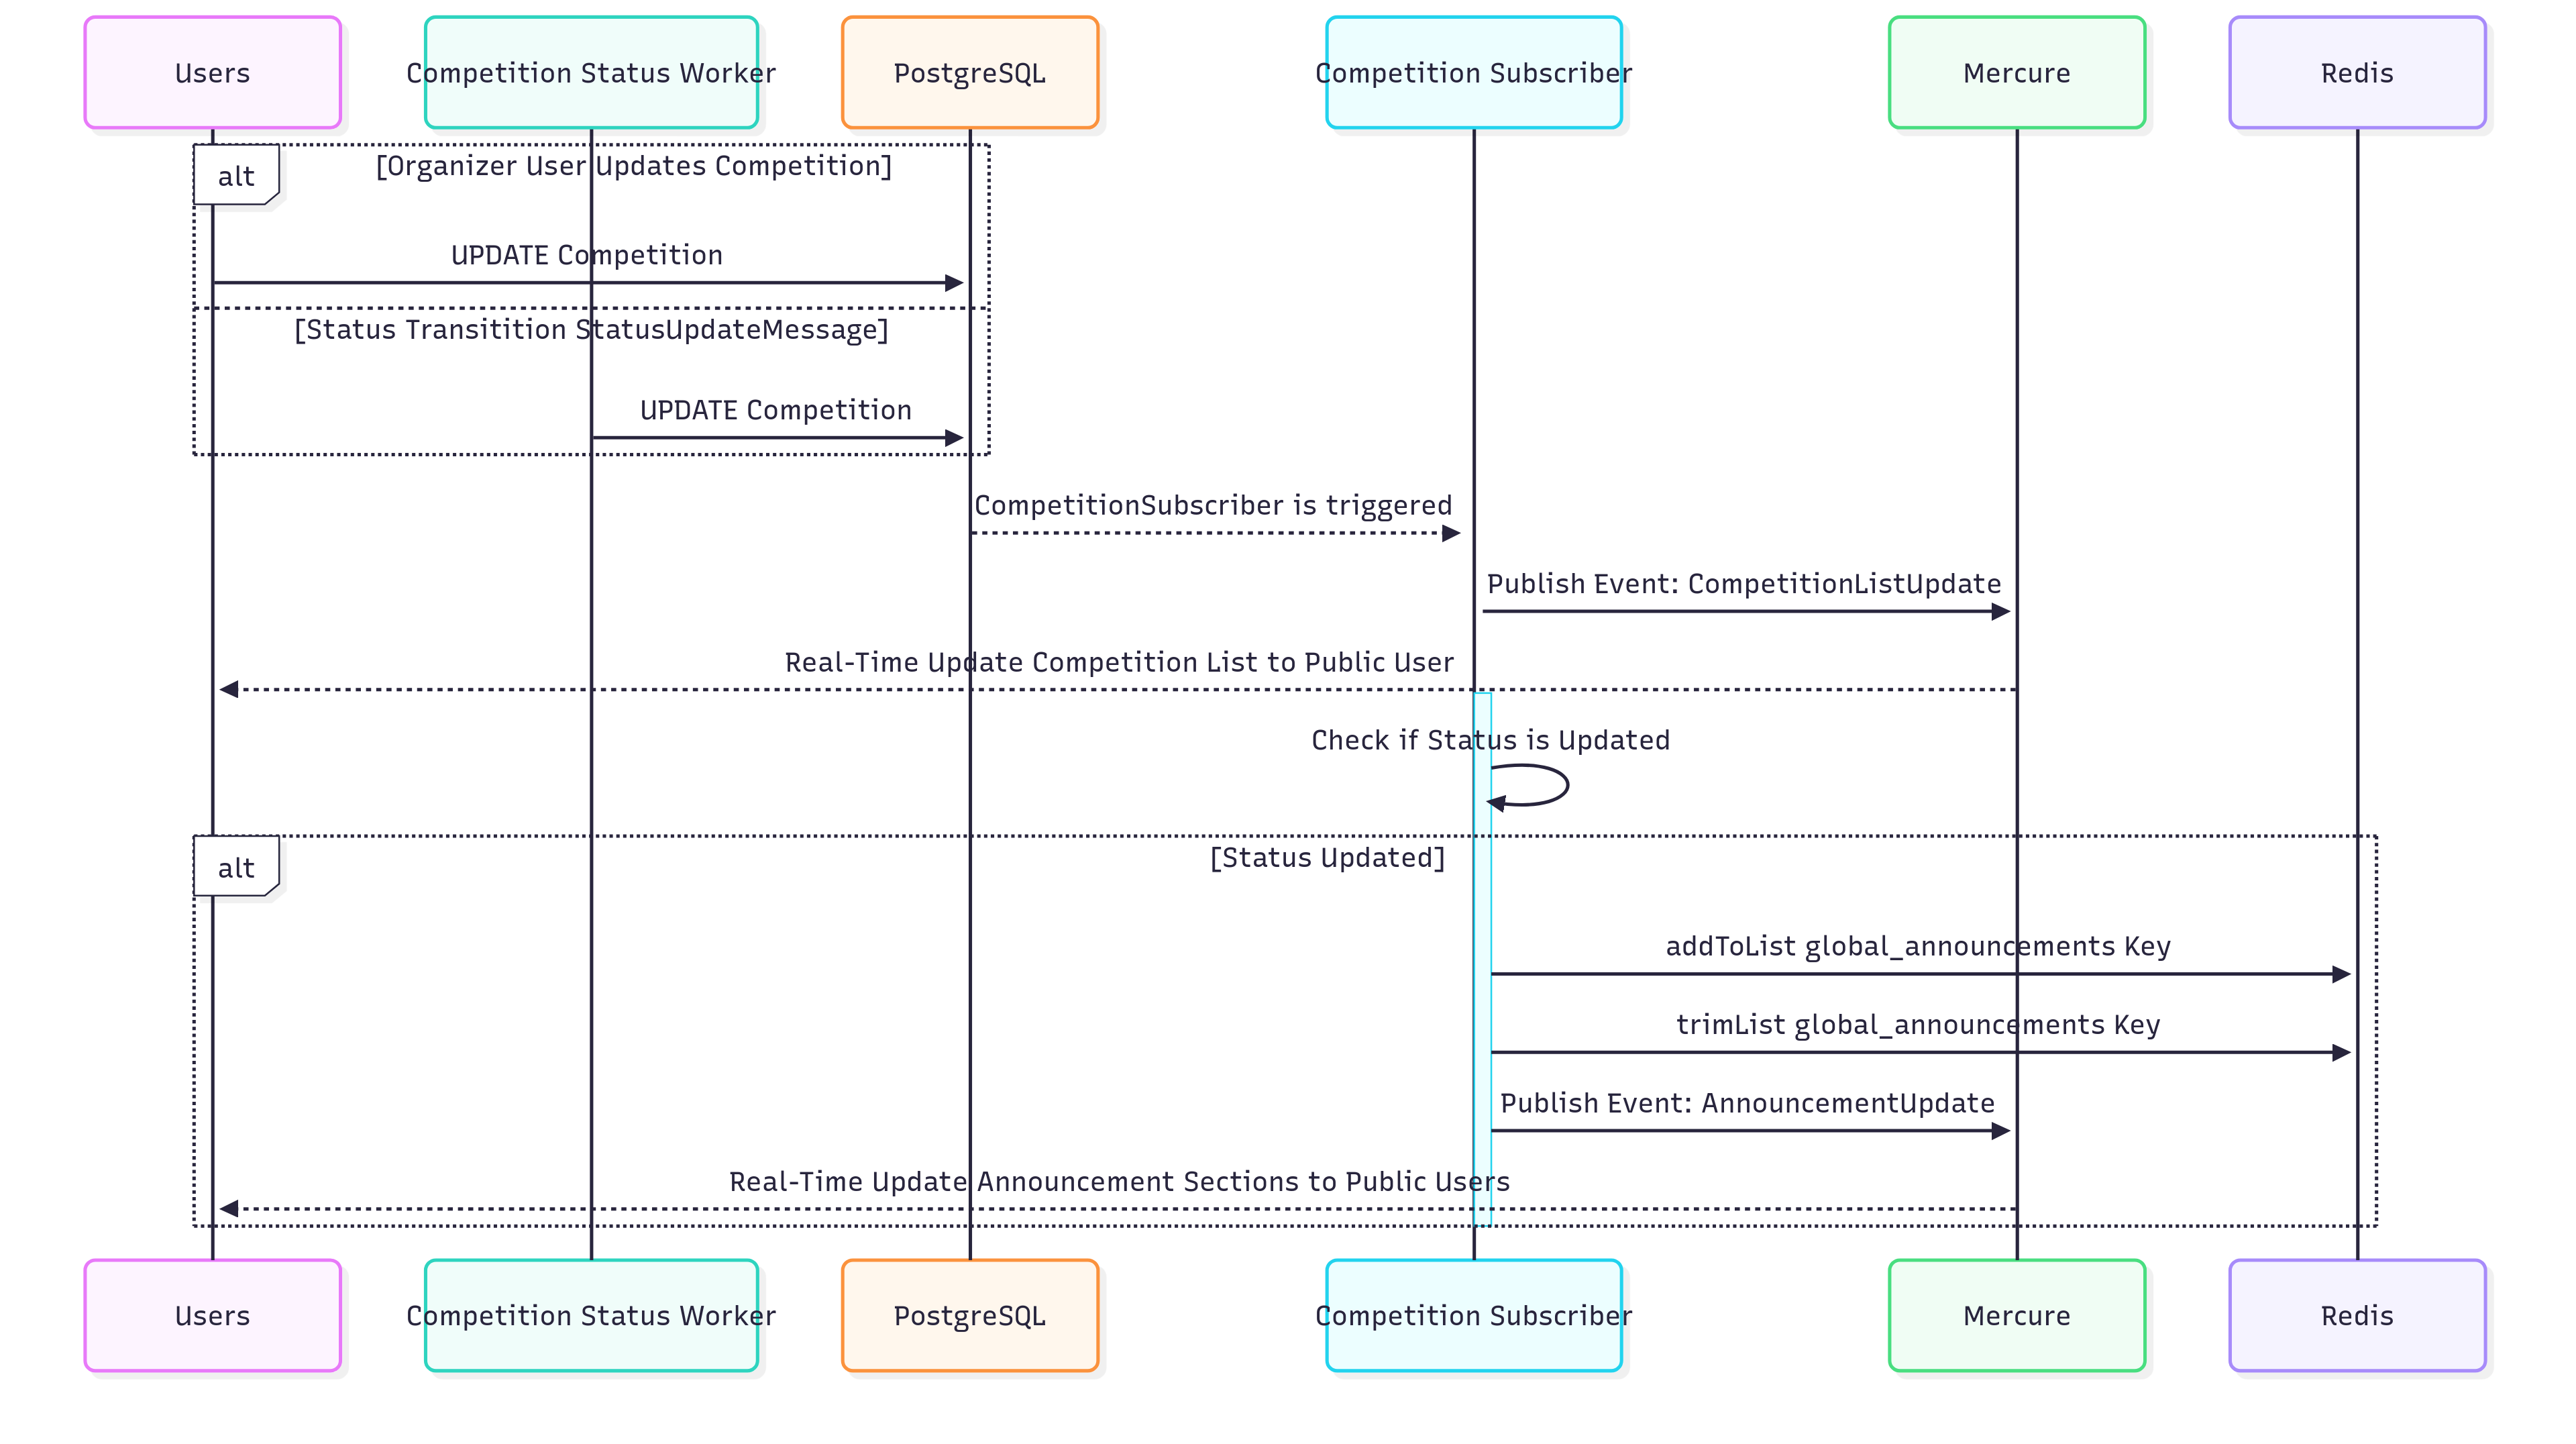 Users
Competition Status Worker
PostgreSQL
Competition Subscriber
Mercure
Redis
alt
[Organizer User Updates Competition]
UPDATE Competition
[Status Transitition StatusUpdateMessage]
UPDATE Competition
CompetitionSubscriber is triggered
Publish Event: CompetitionListUpdate
Real-Time Update Competition List to Public User
Check if Status is Updated
alt
[Status Updated]
addToList global_announcements Key
trimList global_announcements Key
Publish Event: AnnouncementUpdate
Real-Time Update Announcement Sections to Public Users
Users
Competition Status Worker
PostgreSQL
Competition Subscriber
Mercure
Redis